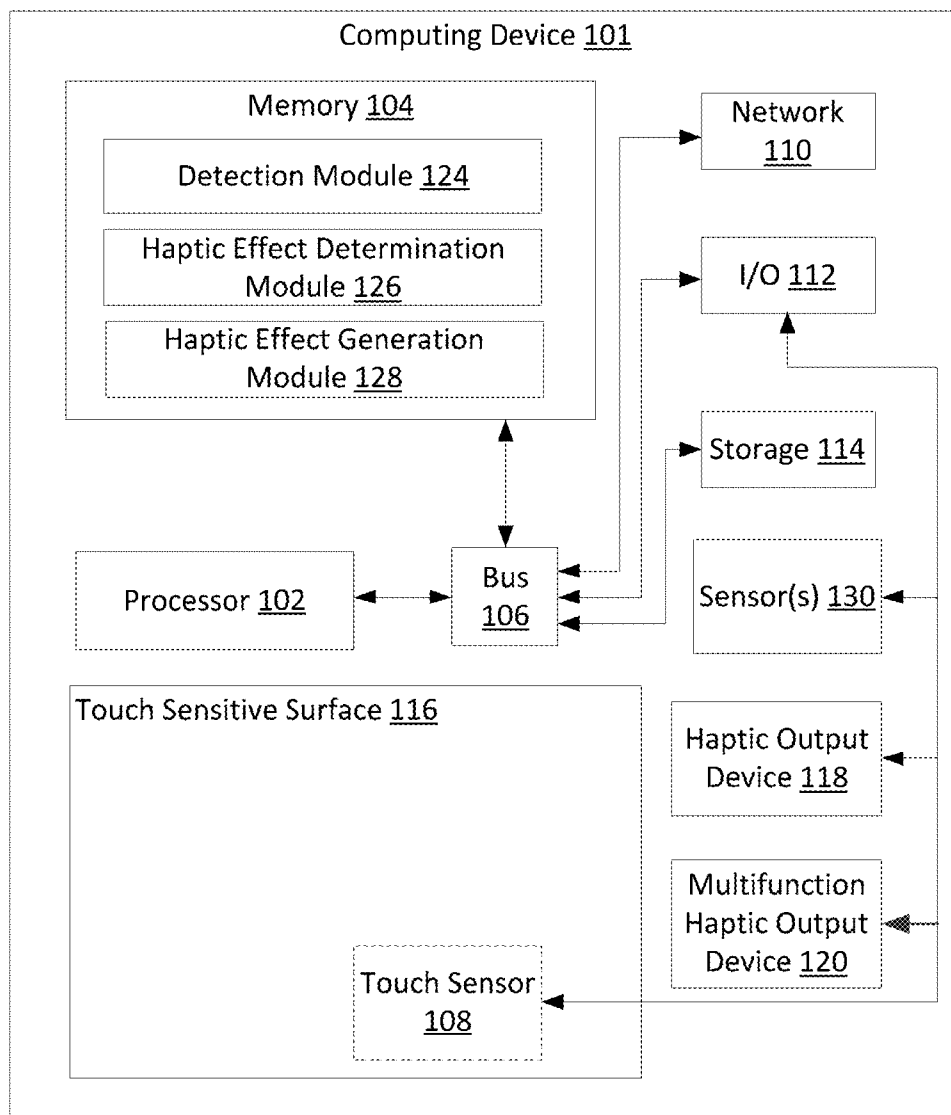 Computing Device 101
Memory 104
Detection Module 124
Haptic Effect Determination
Module 126
Haptic Effect Generation
Module 128
Network
110
I/O 112
Storage 114
Processor 102
Bus
106
Sensor(s) 130
Touch Sensitive Surface 116
Haptic Output
Device 118
Multifunction
Haptic Output
Device 120
Touch Sensor
108